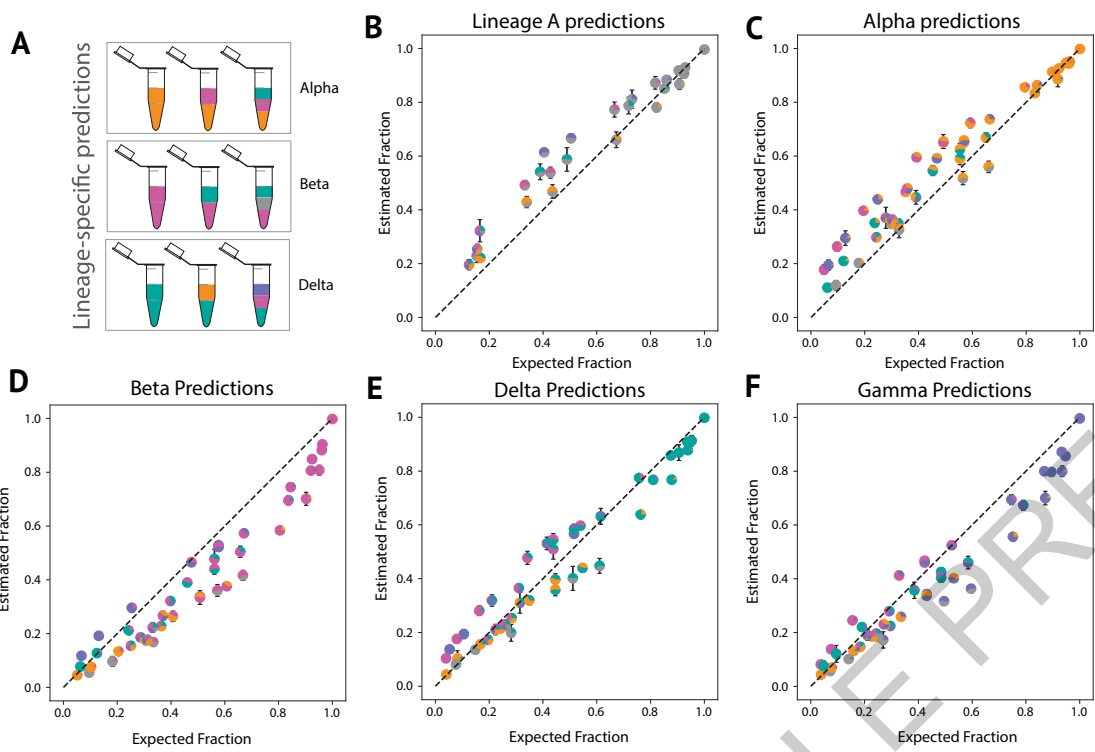 A
Lineage-specific predictions
Alpha
Beta
Delta
B
Lineage A predictions
Estimated Fraction
1.0
0.8
0.6
0.4
0.2
0.0
0.0 0.2 0.4 0.6 0.8 1.0
Expected Fraction
C
Alpha predictions
Estimated Fraction
1.0
0.8
0.6
0.4
0.2
0.0
0.0 0.2 0.4 0.6 0.8 1.0
Expected Fraction
D
Beta Predictions
Estimated Fraction
1.0
0.8
0.6
0.4
0.2
0.0
0.0 0.2 0.4 0.6 0.8 1.0
Expected Fraction
E
Delta Predictions
Estimated Fraction
1.0
0.8
0.6
0.4
0.2
0.0
0.0 0.2 0.4 0.6 0.8 1.0
Expected Fraction
F
Gamma Predictions
Estimated Fraction
1.0
0.8
0.6
0.4
0.2
0.0
0.0 0.2 0.4 0.6 0.8 1.0
Expected Fraction
LE PRE